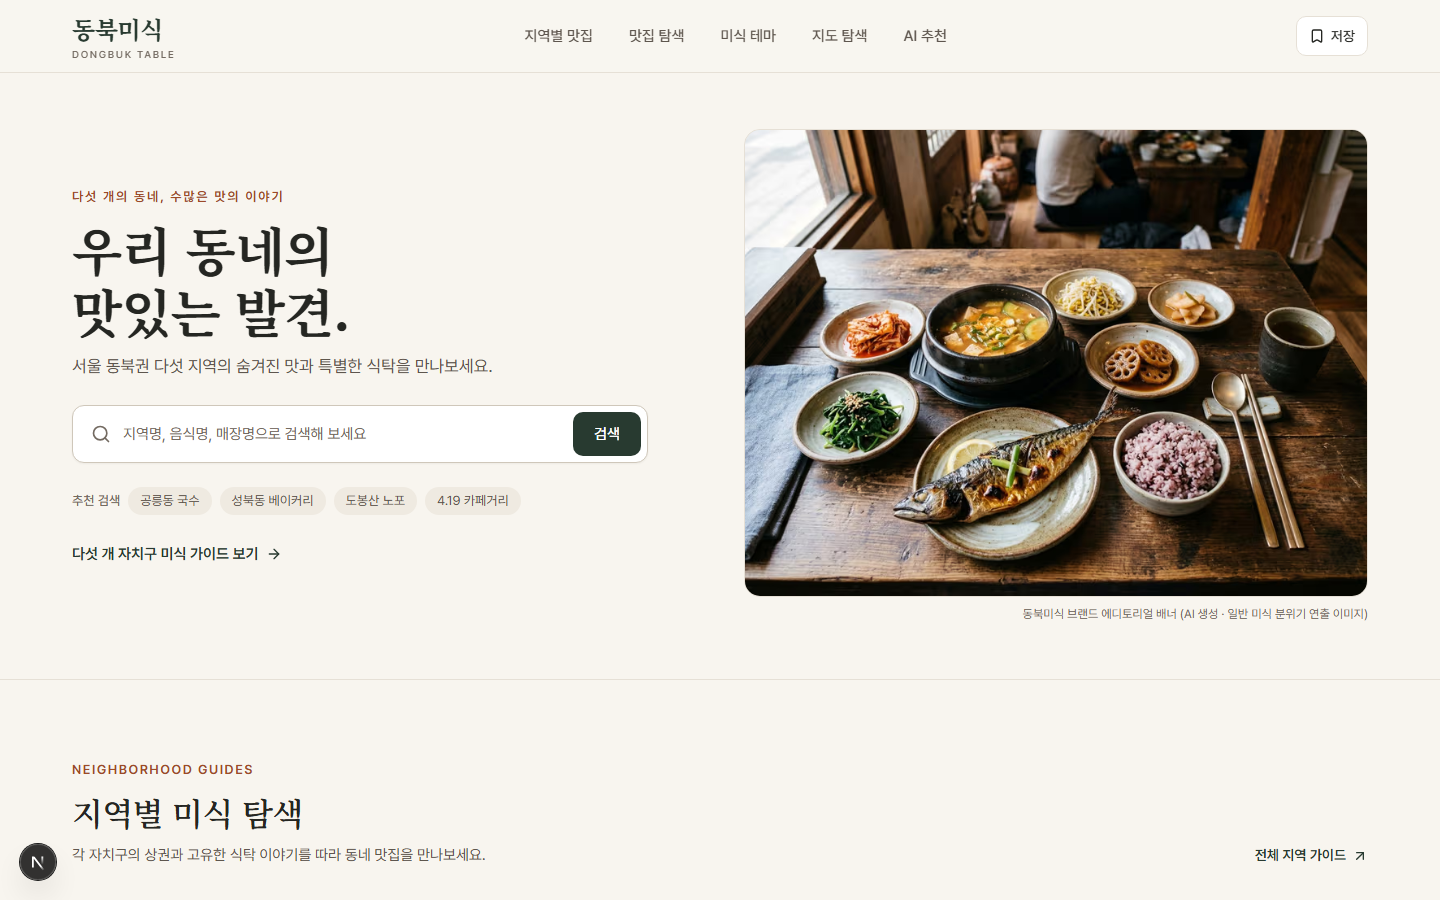 동북미식
DONGBUK TABLE
지역별 맛집
맛집 탐색
미식 테마
지도 탐색
AI 추천
저장
다섯 개의 동네, 수많은 맛의 이야기
우리 동네의
맛있는 발견.
서울 동북권 다섯 지역의 숨겨진 맛과 특별한 식탁을 만나보세요.
지역명, 음식명, 매장명으로 검색해 보세요
검색
추천 검색
공릉동 국수
성북동 베이커리
도봉산 노포
4.19 카페거리
다섯 개 자치구 미식 가이드 보기
동북미식 브랜드 에디토리얼 배너 (AI 생성 · 일반 미식 분위기 연출 이미지)
NEIGHBORHOOD GUIDES
지역별 미식 탐색
각 자치구의 상권과 고유한 식탁 이야기를 따라 동네 맛집을 만나보세요.
전체 지역 가이드
N